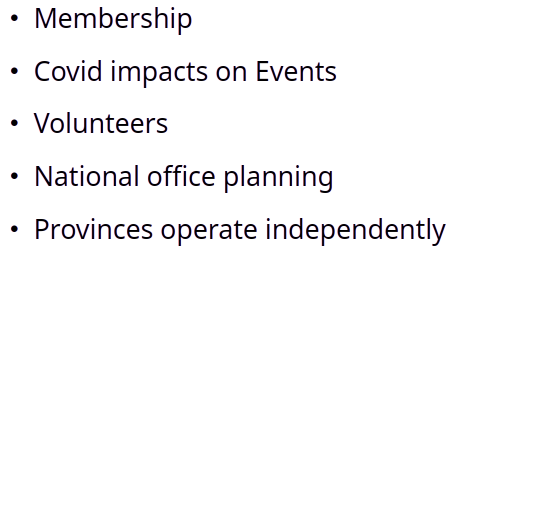 • Membership
• Covid impacts on Events
• Volunteers
• National office planning
• Provinces operate independently